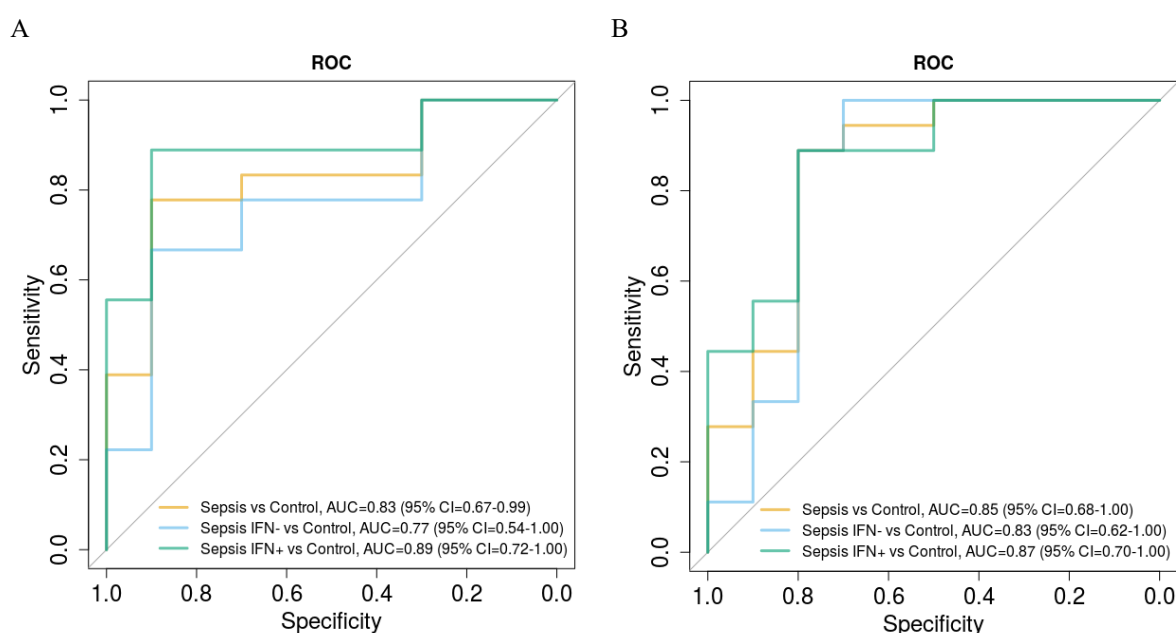 A
ROC
Sensitivity
1.0
0.8
0.6
0.4
0.2
0.0
Sepsis vs Control, AUC=0.83 (95% CI=0.67-0.99)
Sepsis IFN- vs Control, AUC=0.77 (95% CI=0.54-1.00)
Sepsis IFN+ vs Control, AUC=0.89 (95% CI=0.72-1.00)
1.0 0.8 0.6 0.4 0.2 0.0
Specificity
B
ROC
Sensitivity
1.0
0.8
0.6
0.4
0.2
0.0
Sepsis vs Control, AUC=0.85 (95% CI=0.68-1.00)
Sepsis IFN- vs Control, AUC=0.83 (95% CI=0.62-1.00)
Sepsis IFN+ vs Control, AUC=0.87 (95% CI=0.70-1.00)
1.0 0.8 0.6 0.4 0.2 0.0
Specificity